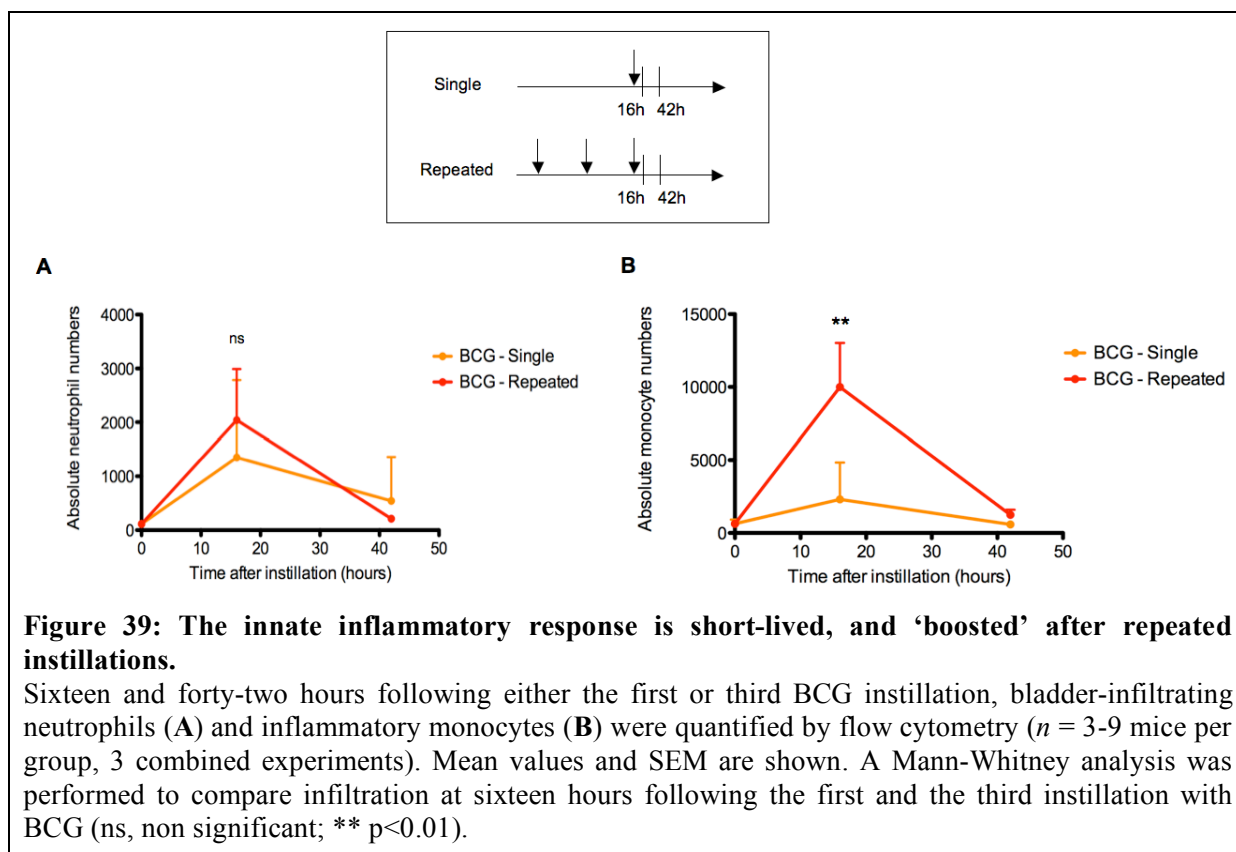 Single
16h 42h
Repeated
16h 42h
A
4000
3000
2000
1000
0
Absolute neutrophil numbers
ns
BCG - Single
BCG - Repeated
0 10 20 30 40 50
Time after instillation (hours)
B
15000
10000
5000
0
Absolute monocyte numbers
**
BCG - Single
BCG - Repeated
0 10 20 30 40 50
Time after instillation (hours)
Figure 39: The innate inflammatory response is short-lived, and ‘boosted’ after repeated
instillations.
Sixteen and forty-two hours following either the first or third BCG instillation, bladder-infiltrating
neutrophils (A) and inflammatory monocytes (B) were quantified by flow cytometry (n = 3-9 mice per
group, 3 combined experiments). Mean values and SEM are shown. A Mann-Whitney analysis was
performed to compare infiltration at sixteen hours following the first and the third instillation with
BCG (ns, non significant; ** p<0.01).